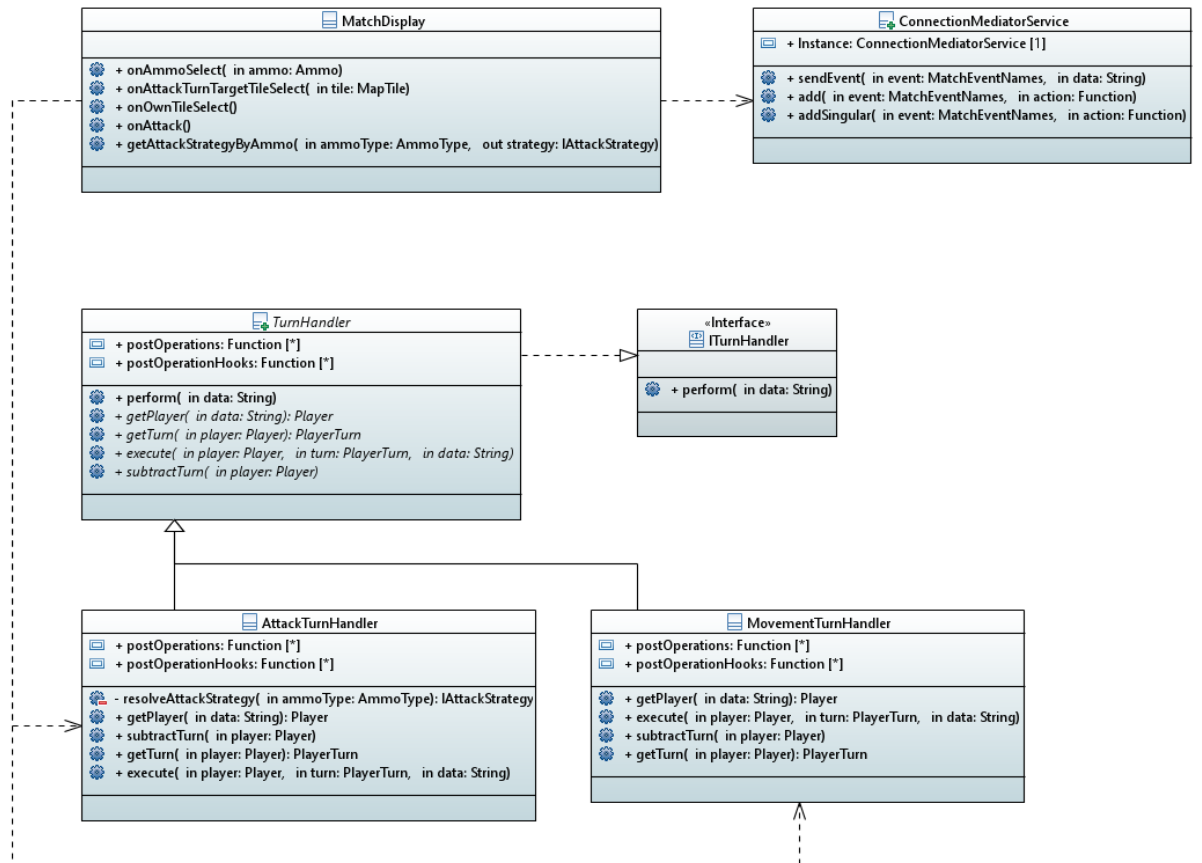 MatchDisplay
+ onAmmoSelect( in ammo: Ammo)
+ onAttackTurnTargetTileSelect( in tile: MapTile)
+ onOwnTileSelect()
+ onAttack()
+ getAttackStrategyByAmmo( in ammoType: AmmoType, out strategy: IAttackStrategy)
ConnectionMediatorService
+ Instance: ConnectionMediatorService [1]
+ sendEvent( in event: MatchEventNames, in data: String)
+ add( in event: MatchEventNames, in action: Function)
+ addSingular( in event: MatchEventNames, in action: Function)
TurnHandler
+ postOperations: Function [*]
+ postOperationHooks: Function [*]
+ perform( in data: String)
+ getPlayer( in data: String): Player
+ getTurn( in player: Player): PlayerTurn
+ execute( in player: Player, in turn: PlayerTurn, in data: String)
+ subtractTurn( in player: Player)
«Interface»
ITurnHandler
+ perform( in data: String)
AttackTurnHandler
+ postOperations: Function [*]
+ postOperationHooks: Function [*]
- resolveAttackStrategy( in ammoType: AmmoType): IAttackStrategy
+ getPlayer( in data: String): Player
+ subtractTurn( in player: Player)
+ getTurn( in player: Player): PlayerTurn
+ execute( in player: Player, in turn: PlayerTurn, in data: String)
MovementTurnHandler
+ postOperations: Function [*]
+ postOperationHooks: Function [*]
+ getPlayer( in data: String): Player
+ execute( in player: Player, in turn: PlayerTurn, in data: String)
+ subtractTurn( in player: Player)
+ getTurn( in player: Player): PlayerTurn